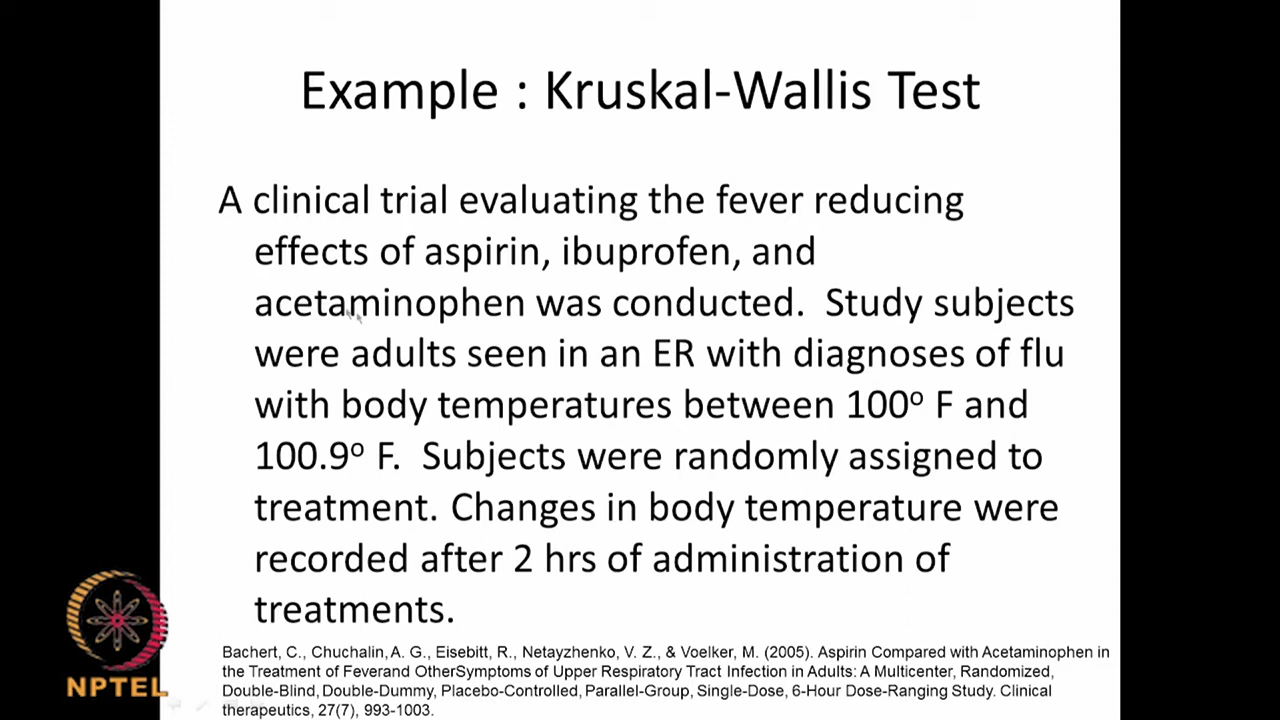 Example : Kruskal-Wallis Test
A clinical trial evaluating the fever reducing
effects of aspirin, ibuprofen, and
acetaminophen was conducted.  Study subjects
were adults seen in an ER with diagnoses of flu
with body temperatures between 100º F and
100.9º F.  Subjects were randomly assigned to
treatment. Changes in body temperature were
recorded after 2 hrs of administration of
treatments.
Bachert, C., Chuchalin, A. G., Eisebitt, R., Netayzhenko, V. Z., & Voelker, M. (2005). Aspirin Compared with Acetaminophen in
the Treatment of Feverand OtherSymptoms of Upper Respiratory Tract Infection in Adults: A Multicenter, Randomized,
Double-Blind, Double-Dummy, Placebo-Controlled, Parallel-Group, Single-Dose, 6-Hour Dose-Ranging Study. Clinical
therapeutics, 27(7), 993-1003.
NPTEL